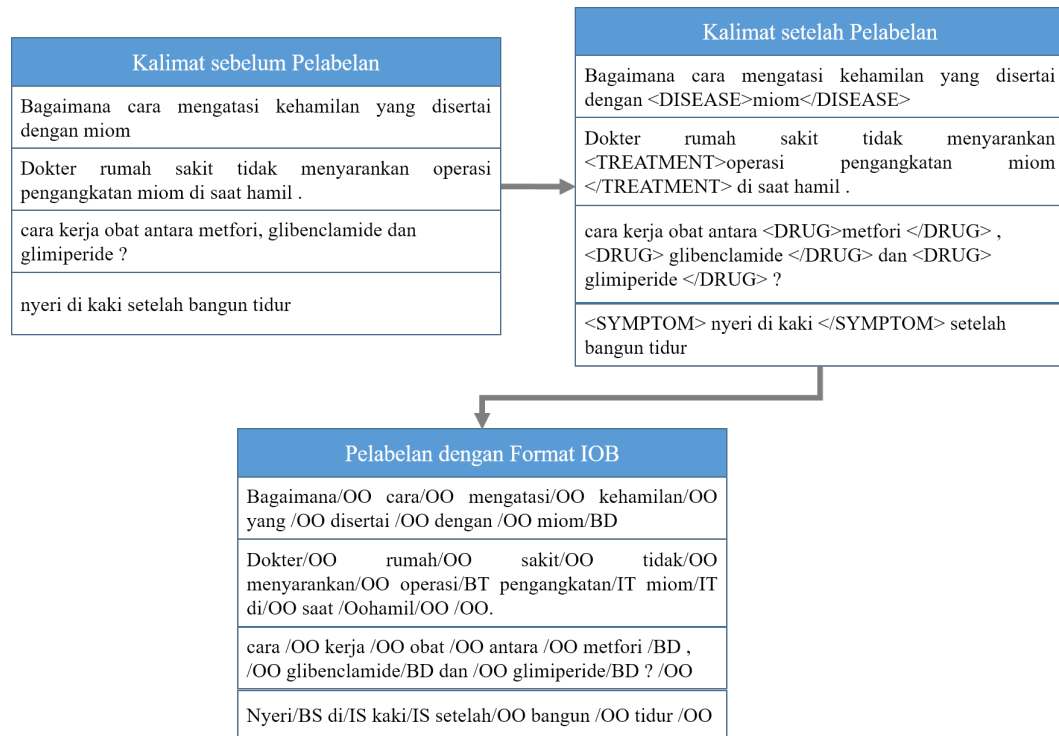 Kalimat sebelum Pelabelan
Bagaimana cara mengatasi kehamilan yang disertai
dengan miom
Dokter rumah sakit tidak menyarankan operasi
pengangkatan miom di saat hamil .
cara kerja obat antara metfori, glibenclamide dan
glimiperide ?
nyeri di kaki setelah bangun tidur
Kalimat setelah Pelabelan
Bagaimana cara mengatasi kehamilan yang disertai
dengan <DISEASE>miom</DISEASE>
Dokter rumah sakit tidak menyarankan
<TREATMENT>operasi pengangkatan miom
</TREATMENT> di saat hamil .
cara kerja obat antara <DRUG>metfori </DRUG> ,
<DRUG> glibenclamide </DRUG> dan <DRUG>
glimiperide </DRUG> ?
<SYMPTOM> nyeri di kaki </SYMPTOM> setelah
bangun tidur
Pelabelan dengan Format IOB
Bagaimana/OO cara/OO mengatasi/OO kehamilan/OO
yang /OO disertai /OO dengan /OO miom/BD
Dokter/OO rumah/OO sakit/OO tidak/OO
menyarankan/OO operasi/BT pengangkatan/IT miom/IT
di/OO saat /Oohamil/OO /OO.
cara /OO kerja /OO obat /OO antara /OO metfori /BD ,
/OO glibenclamide/BD dan /OO glimiperide/BD ? /OO
Nyeri/BS di/IS kaki/IS setelah/OO bangun /OO tidur /OO